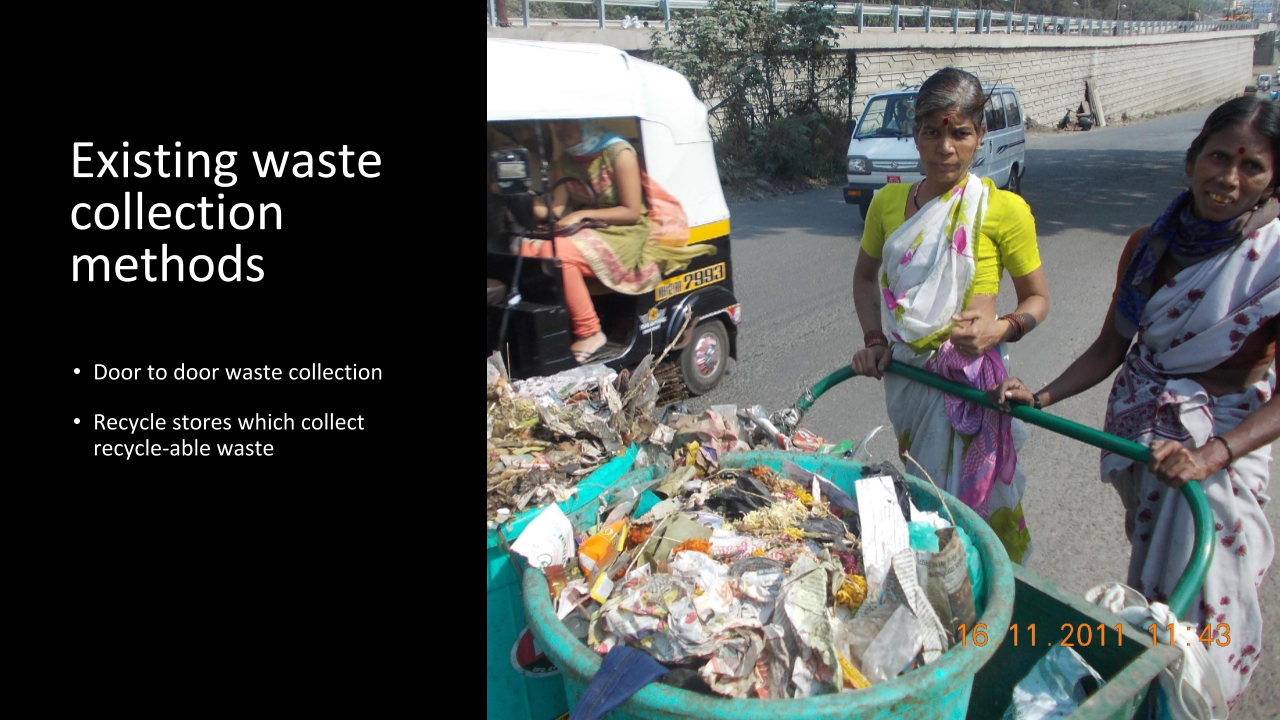 Existing waste
collection
methods
• Door to door waste collection
• Recycle stores which collect
recycle-able waste
7993
16 11.2011 11:43